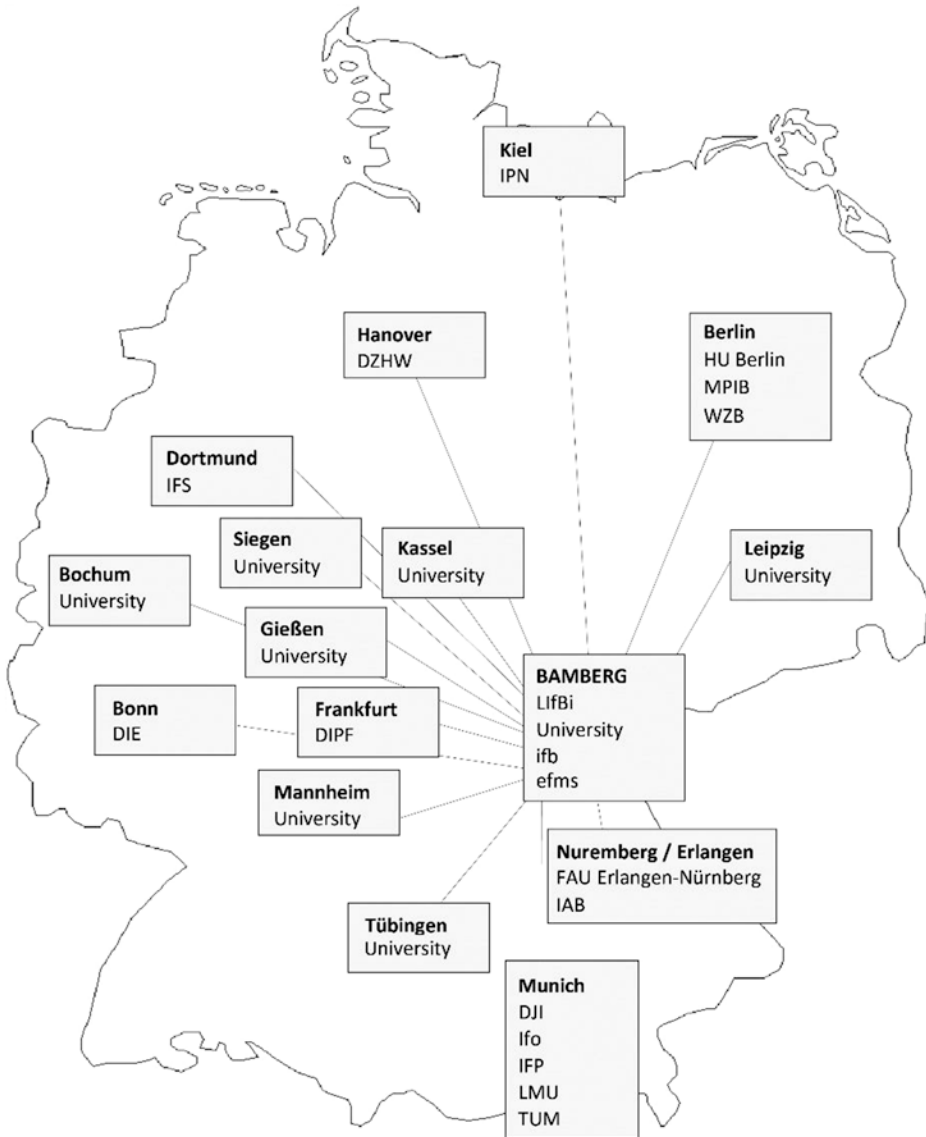 Kiel
IPN
Hanover
DZHW
Berlin
HU Berlin
MPIB
WZB
Dortmund
IFS
Siegen
University
Kassel
University
Leipzig
University
Bochum
University
Gießen
University
BAMBERG
LIfBi
University
ifb
efms
Bonn
DIE
Frankfurt
DIPF
Mannheim
University
Nuremberg / Erlangen
FAU Erlangen-Nürnberg
IAB
Tübingen
University
Munich
DJI
Ifo
IFP
LMU
TUM